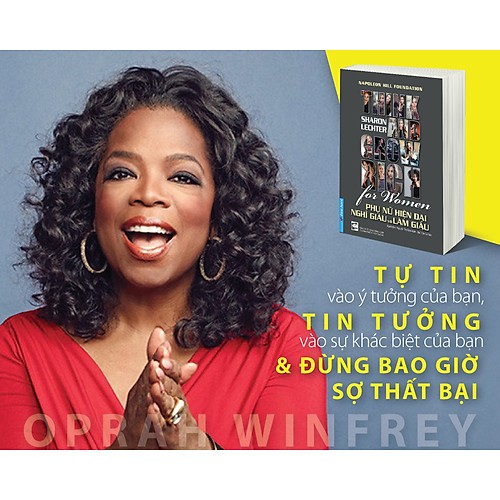 NAPOLEON HILL FOUNDATION
THINK
SHARON
LECHTER
AND
GROW
RICH
for Women
PHỤ NỮ HIỆN ĐẠI
NGHĨ GIÀU VÀ LÀM GIÀU
TỰ TIN
vào ý tưởng của bạn,
TIN TƯỞNG
vào sự khác biệt của bạn
& ĐỪNG BAO GIỜ
SỢ THẤT BẠI
OPRAH WINFREY